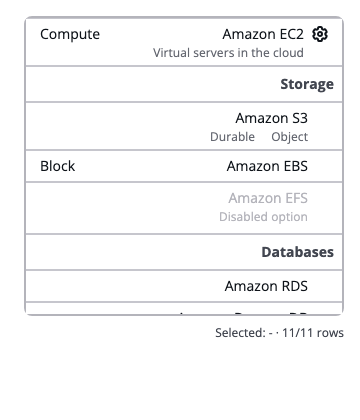 Compute Amazon EC2
Virtual servers in the cloud
Storage
Amazon S3
Durable Object
Block Amazon EBS
Amazon EFS
Disabled option
Databases
Amazon RDS
Selected: - · 11/11 rows